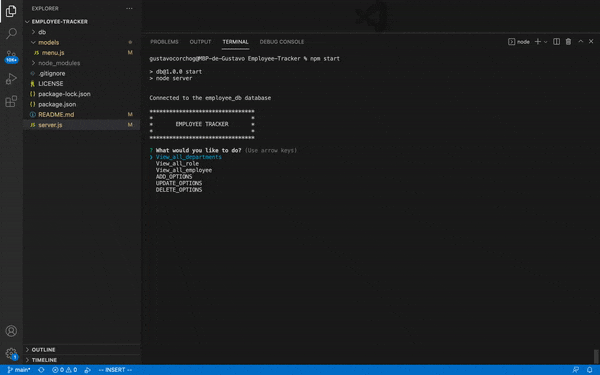 EXPLORER
EMPLOYEE-TRACKER
db
models
JS menu.js M
node_modules
.gitignore
LICENSE
package-lock.json
package.json
README.md M
JS server.js M
OUTLINE
TIMELINE
PROBLEMS OUTPUT TERMINAL DEBUG CONSOLE node
gustavocorchog@MBP-de-Gustavo Employee-Tracker % npm start
> db@1.0.0 start
> node server
Connected to the employee_db database
********************************
* *
* EMPLOYEE TRACKER *
* *
********************************
? What would you like to do? (Use arrow keys)
❯ View_all_departments
View_all_role
View_all_employee
ADD_OPTIONS
UPDATE_OPTIONS
DELETE_OPTIONS
main* 0 0 -- INSERT --